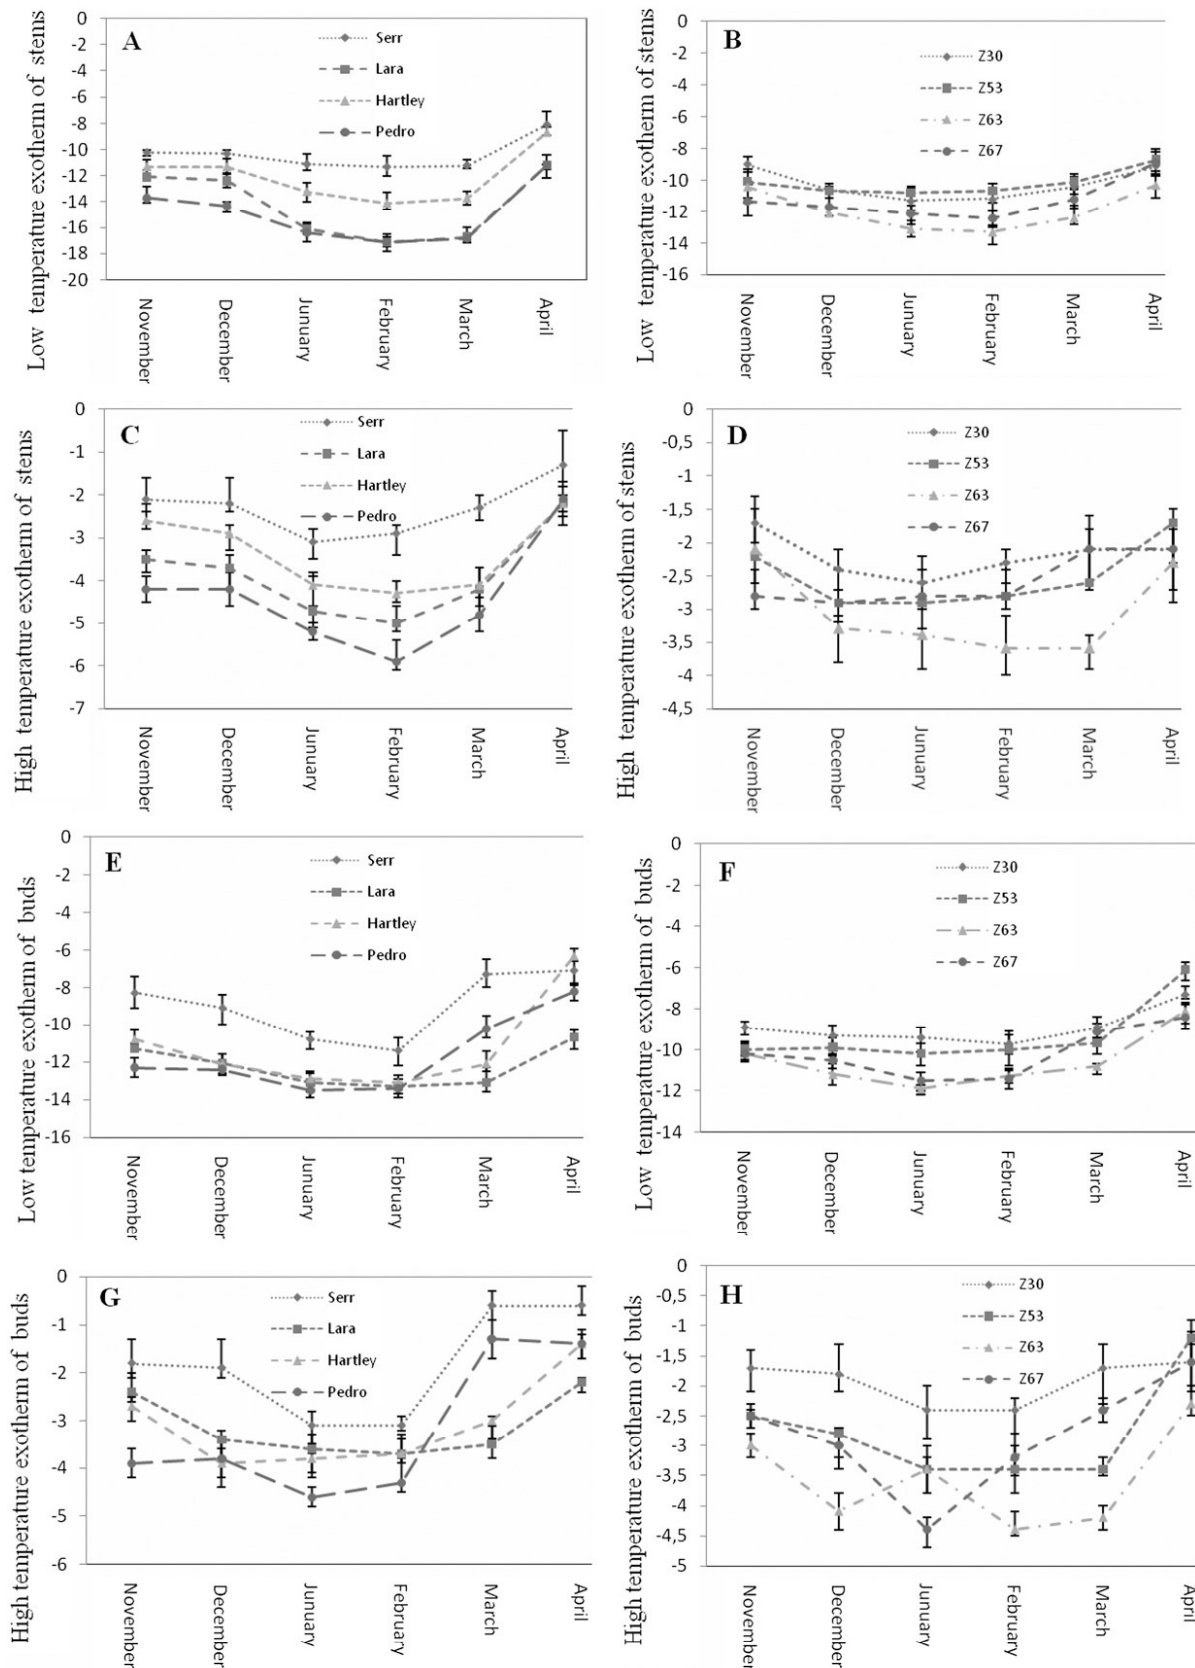 Low temperature exotherm of stems
A
0
-2
-4
-6
-8
-10
-12
-14
-16
-18
-20
Serr
Lara
Hartley
Pedro
November
December
Junuary
February
March
April
Low temperature exotherm of stems
B
0
-2
-4
-6
-8
-10
-12
-14
-16
Z30
Z53
Z63
Z67
November
December
Junuary
February
March
April
High temperature exotherm of stems
C
0
-1
-2
-3
-4
-5
-6
-7
Serr
Lara
Hartley
Pedro
November
December
Junuary
February
March
April
High temperature exotherm of stems
D
0
-0,5
-1
-1,5
-2
-2,5
-3
-3,5
-4
-4,5
Z30
Z53
Z63
Z67
November
December
Junuary
February
March
April
Low temperature exotherm of buds
E
0
-2
-4
-6
-8
-10
-12
-14
-16
Serr
Lara
Hartley
Pedro
November
December
Junuary
February
March
April
Low temperature exotherm of buds
F
0
-2
-4
-6
-8
-10
-12
-14
Z30
Z53
Z63
Z67
November
December
Junuary
February
March
April
High temperature exotherm of buds
G
0
-1
-2
-3
-4
-5
-6
Serr
Lara
Hartley
Pedro
November
December
Junuary
February
March
April
High temperature exotherm of buds
H
0
-0,5
-1
-1,5
-2
-2,5
-3
-3,5
-4
-4,5
-5
Z30
Z53
Z63
Z67
November
December
Junuary
February
March
April